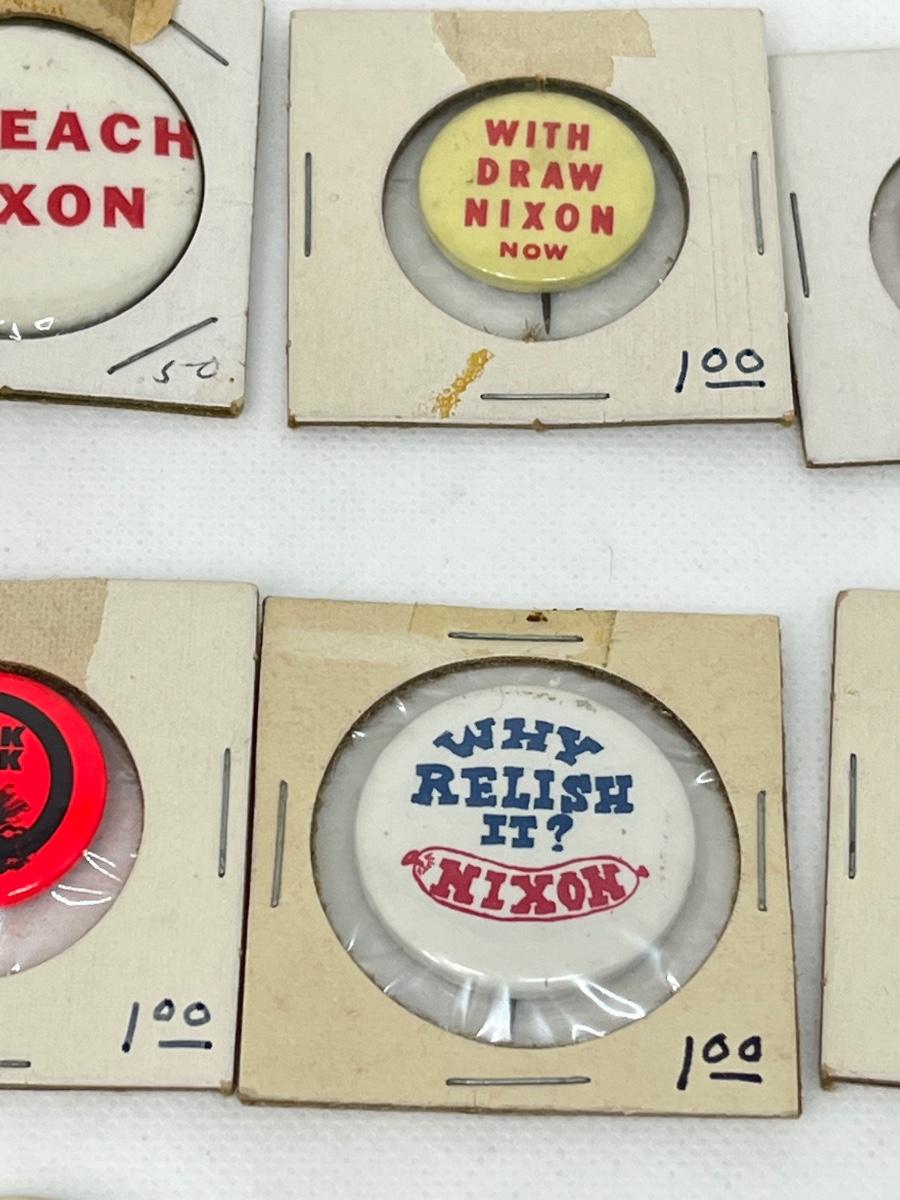 EACH
XON
/.50
WITH
DRAW
NIXON
NOW
1 00
K
K
1 00
WHY
RELISH
IT?
NIXON
1 00